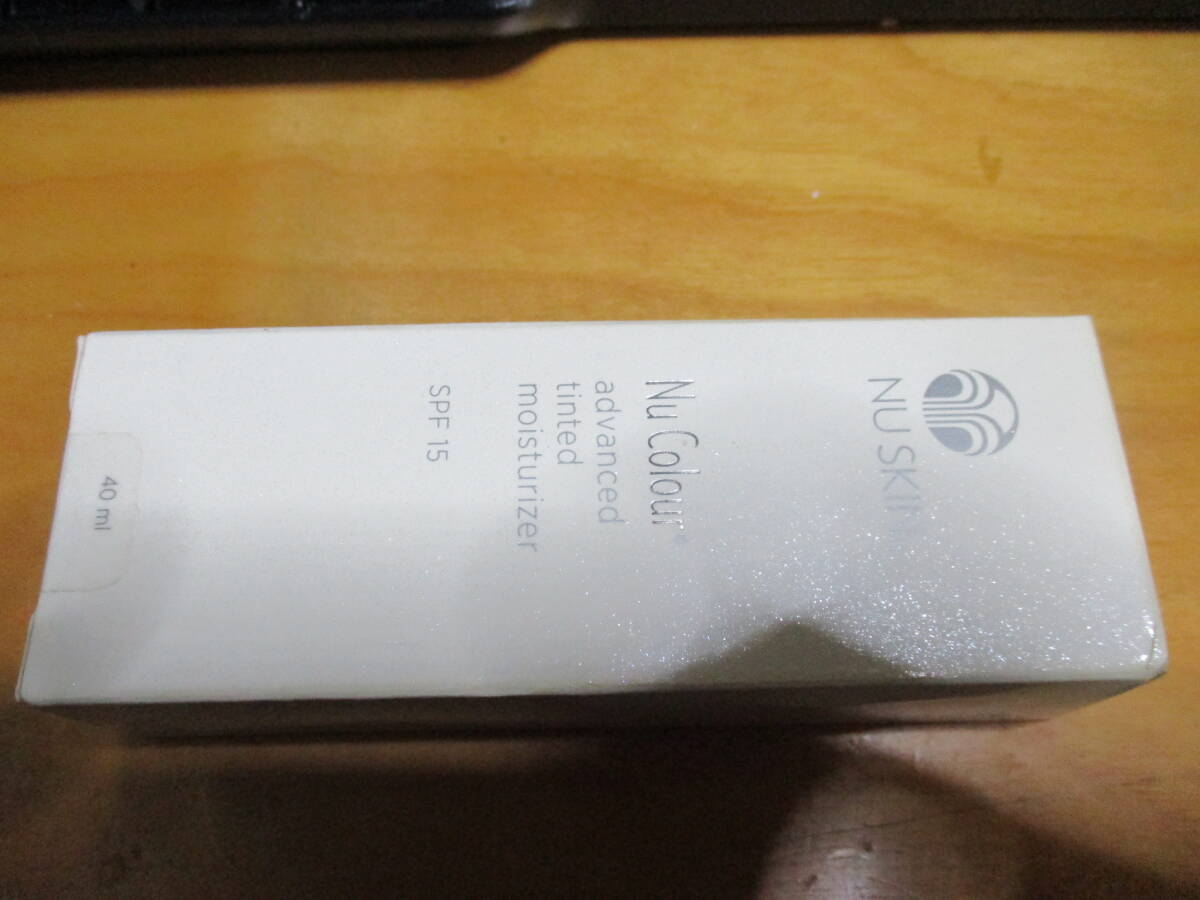 NU SKIN
Nu Colour®
advanced
tinted
moisturizer
SPF 15
40 ml